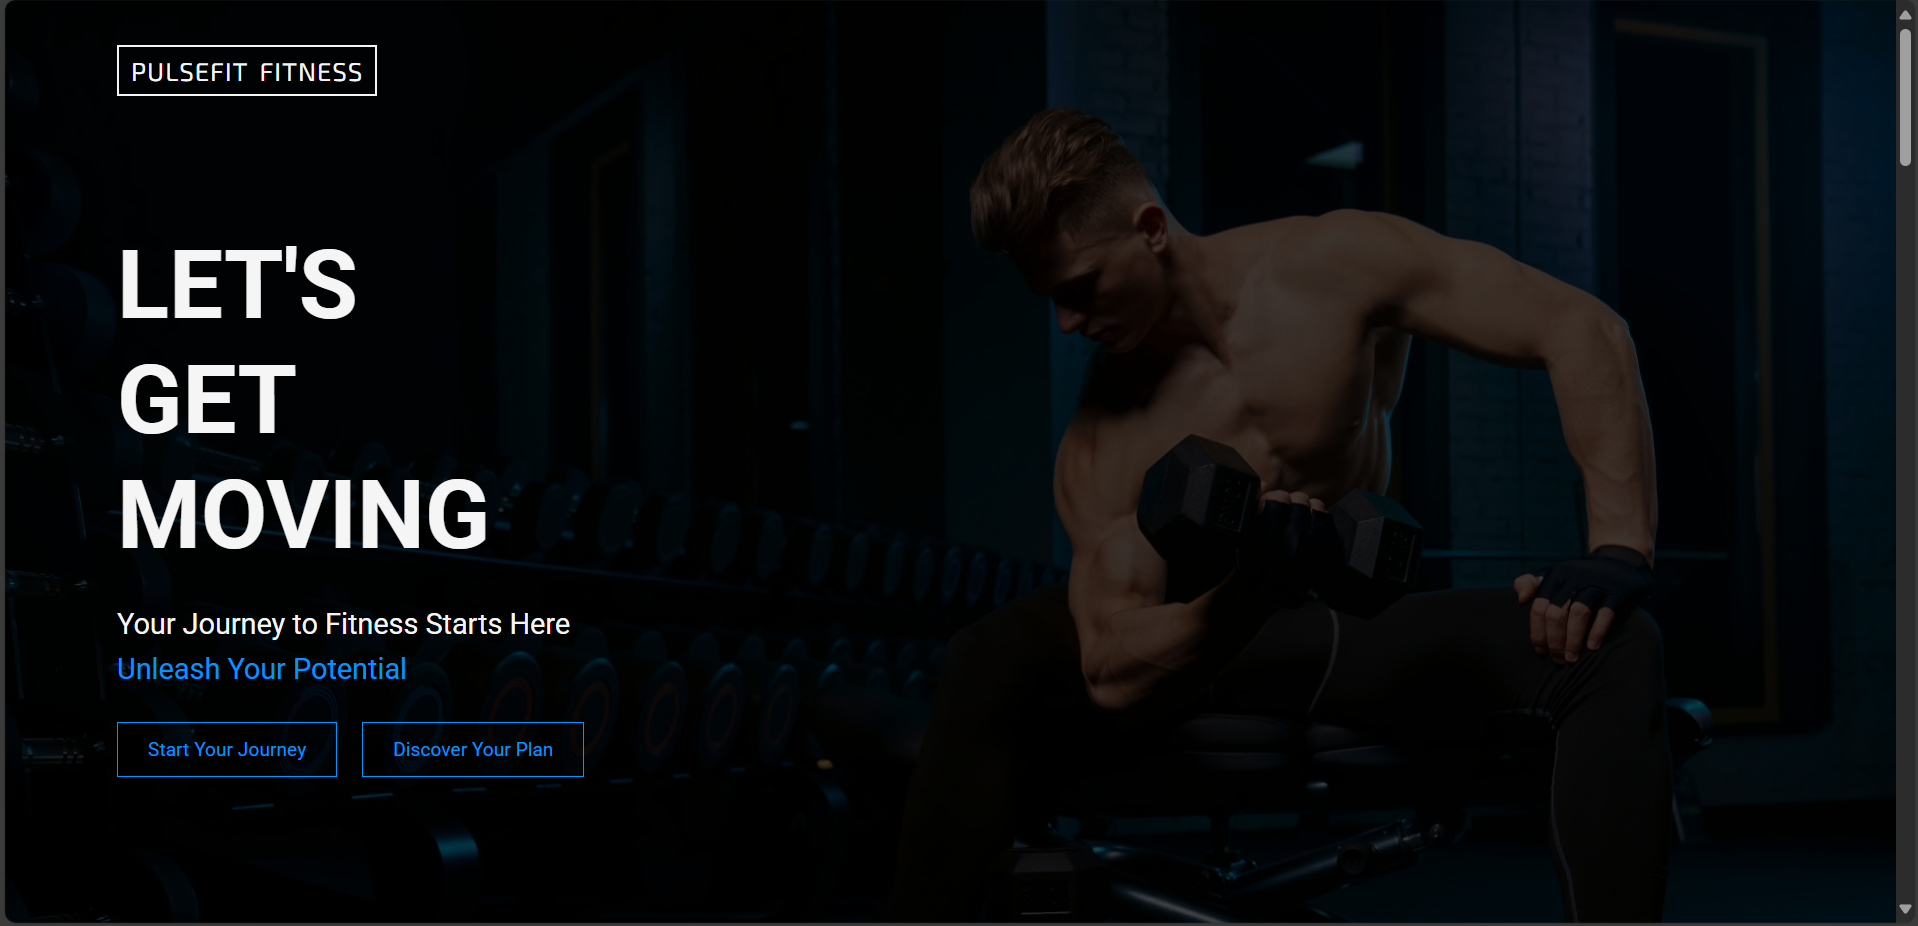 PULSEFIT FITNESS
LET'S
GET
MOVING
Your Journey to Fitness Starts Here
Unleash Your Potential
Start Your Journey
Discover Your Plan